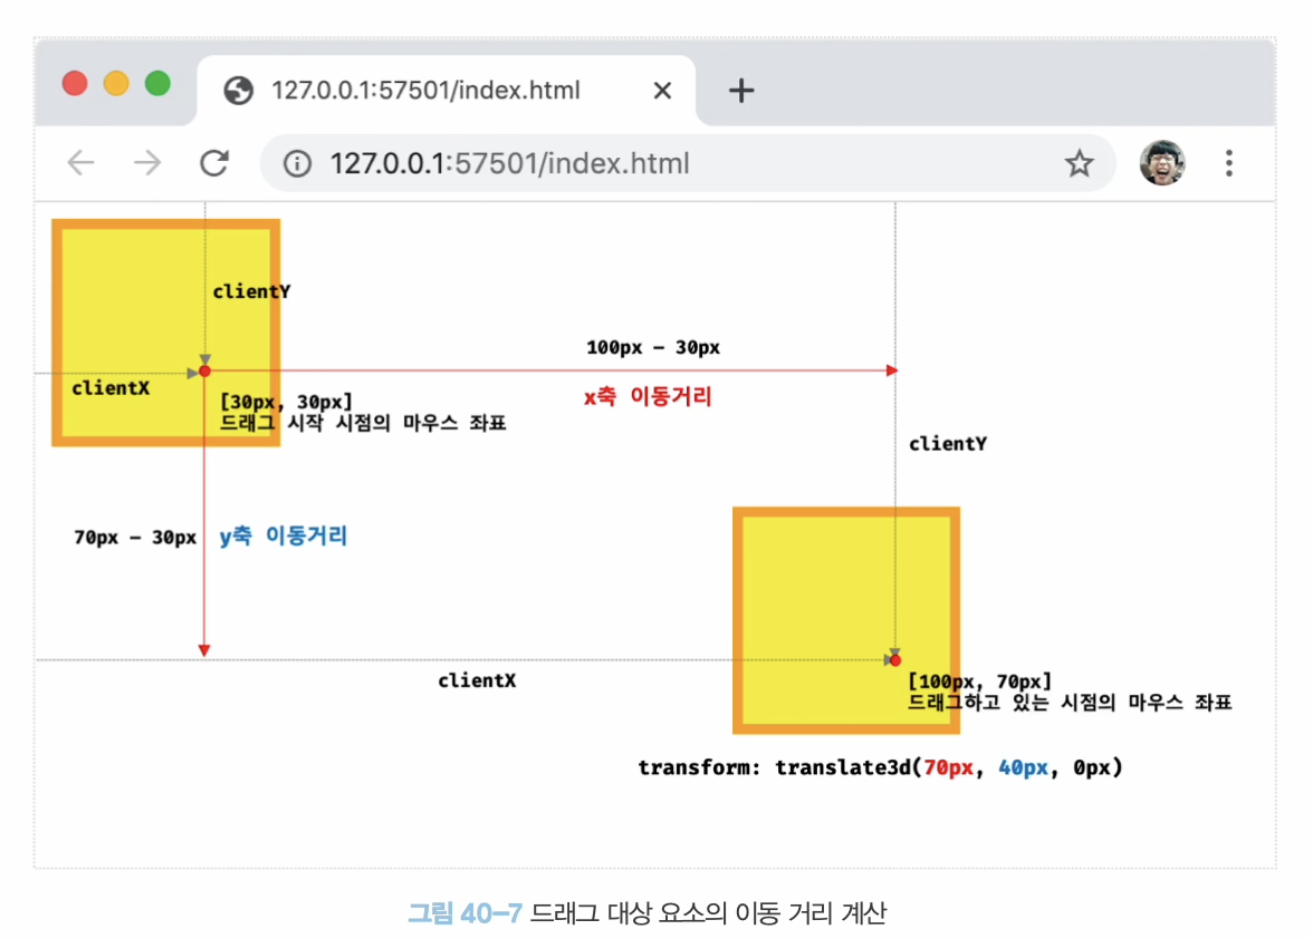 127.0.0.1:57501/index.html
127.0.0.1:57501/index.html
clientY
100px - 30px
clientX
x축 이동거리
[30px, 30px]
드래그 시작 시점의 마우스 좌표
clientY
70px - 30px
y축 이동거리
clientX
[100px, 70px]
드래그하고 있는 시점의 마우스 좌표
transform: translate3d(70px, 40px, 0px)
그림 40-7 드래그 대상 요소의 이동 거리 계산